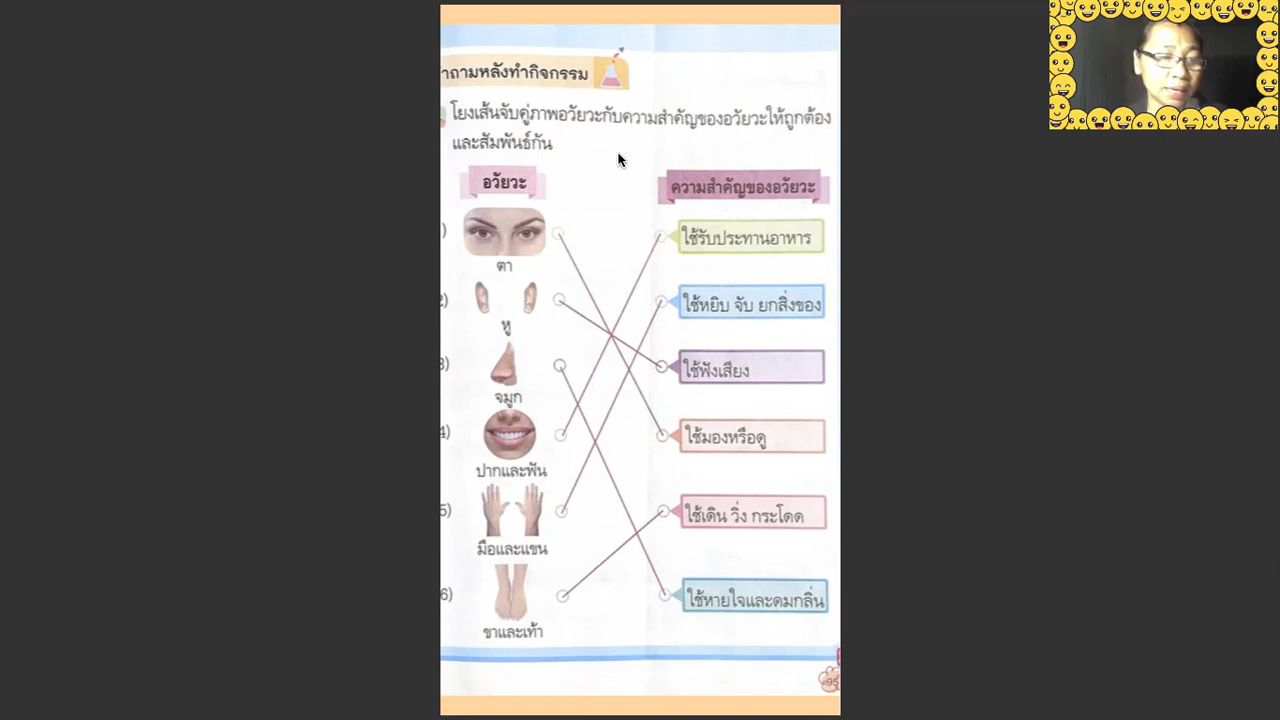 ถามหลังทำกิจกรรม
โยงเส้นจับคู่ภาพอวัยวะกับความสำคัญของอวัยวะให้ถูกต้อง
และสัมพันธ์กัน
อวัยวะ
ความสำคัญของอวัยวะ
)
ตา
ใช้รับประทานอาหาร
2)
หู
ใช้หยิบ จับ ยกสิ่งของ
3)
จมูก
ใช้ฟังเสียง
4)
ปากและฟัน
ใช้มองหรือดู
5)
มือและแขน
ใช้เดิน วิ่ง กระโดด
6)
ขาและเท้า
ใช้หายใจและดมกลิ่น
95